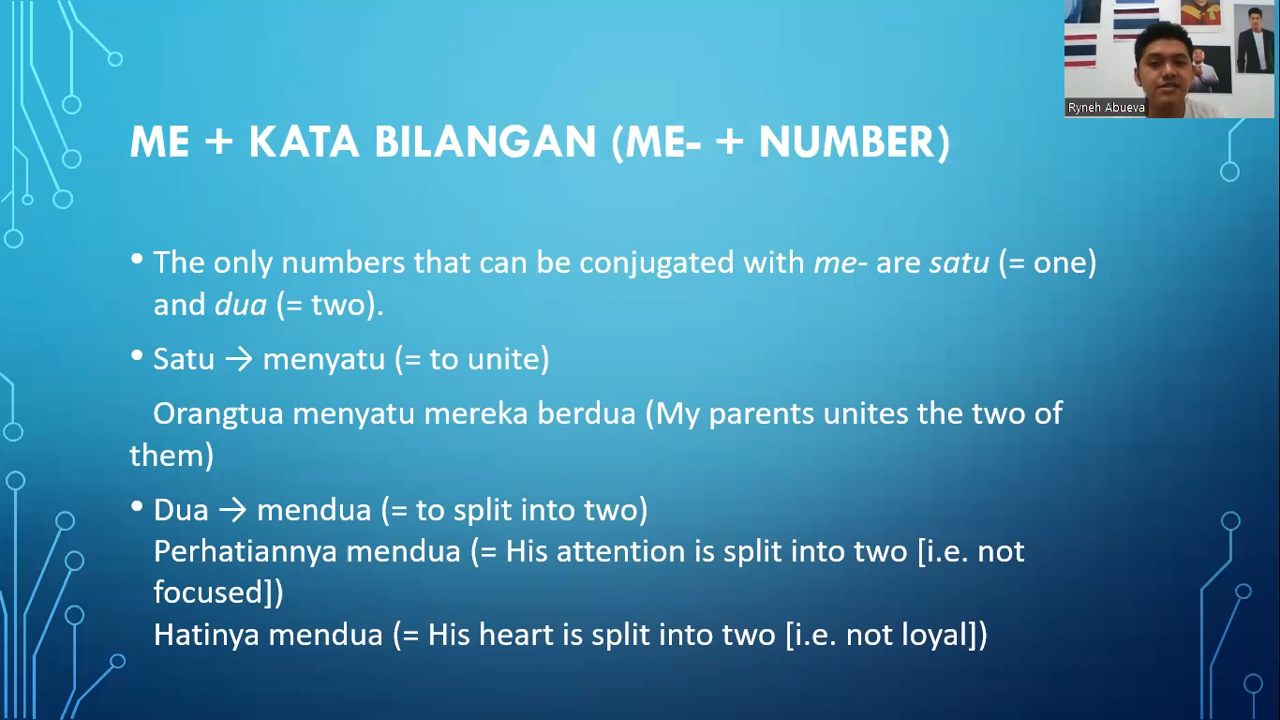 Ryneh Abueva
ME + KATA BILANGAN (ME- + NUMBER)
• The only numbers that can be conjugated with me- are satu (= one)
and dua (= two).
• Satu → menyatu (= to unite)
Orangtua menyatu mereka berdua (My parents unites the two of
them)
• Dua → mendua (= to split into two)
Perhatiannya mendua (= His attention is split into two [i.e. not
focused])
Hatinya mendua (= His heart is split into two [i.e. not loyal])